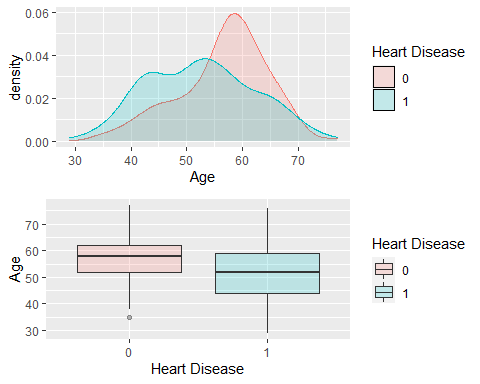 0.06
0.04
0.02
0.00
density
30 40 50 60 70
Age
Heart Disease
0
1
70
60
50
40
30
Age
0 1
Heart Disease
Heart Disease
0
1